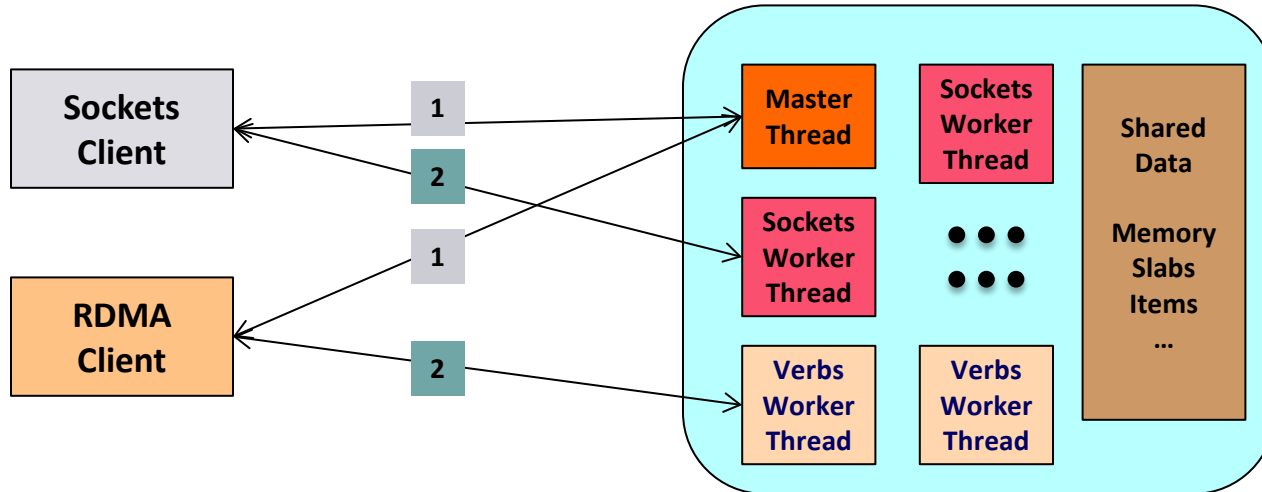 Sockets
Client
1
2
1
RDMA
Client
2
Master
Thread
Sockets
Worker
Thread
Sockets
Worker
Thread
Verbs
Worker
Thread
Verbs
Worker
Thread
Shared
Data
Memory
Slabs
Items
…